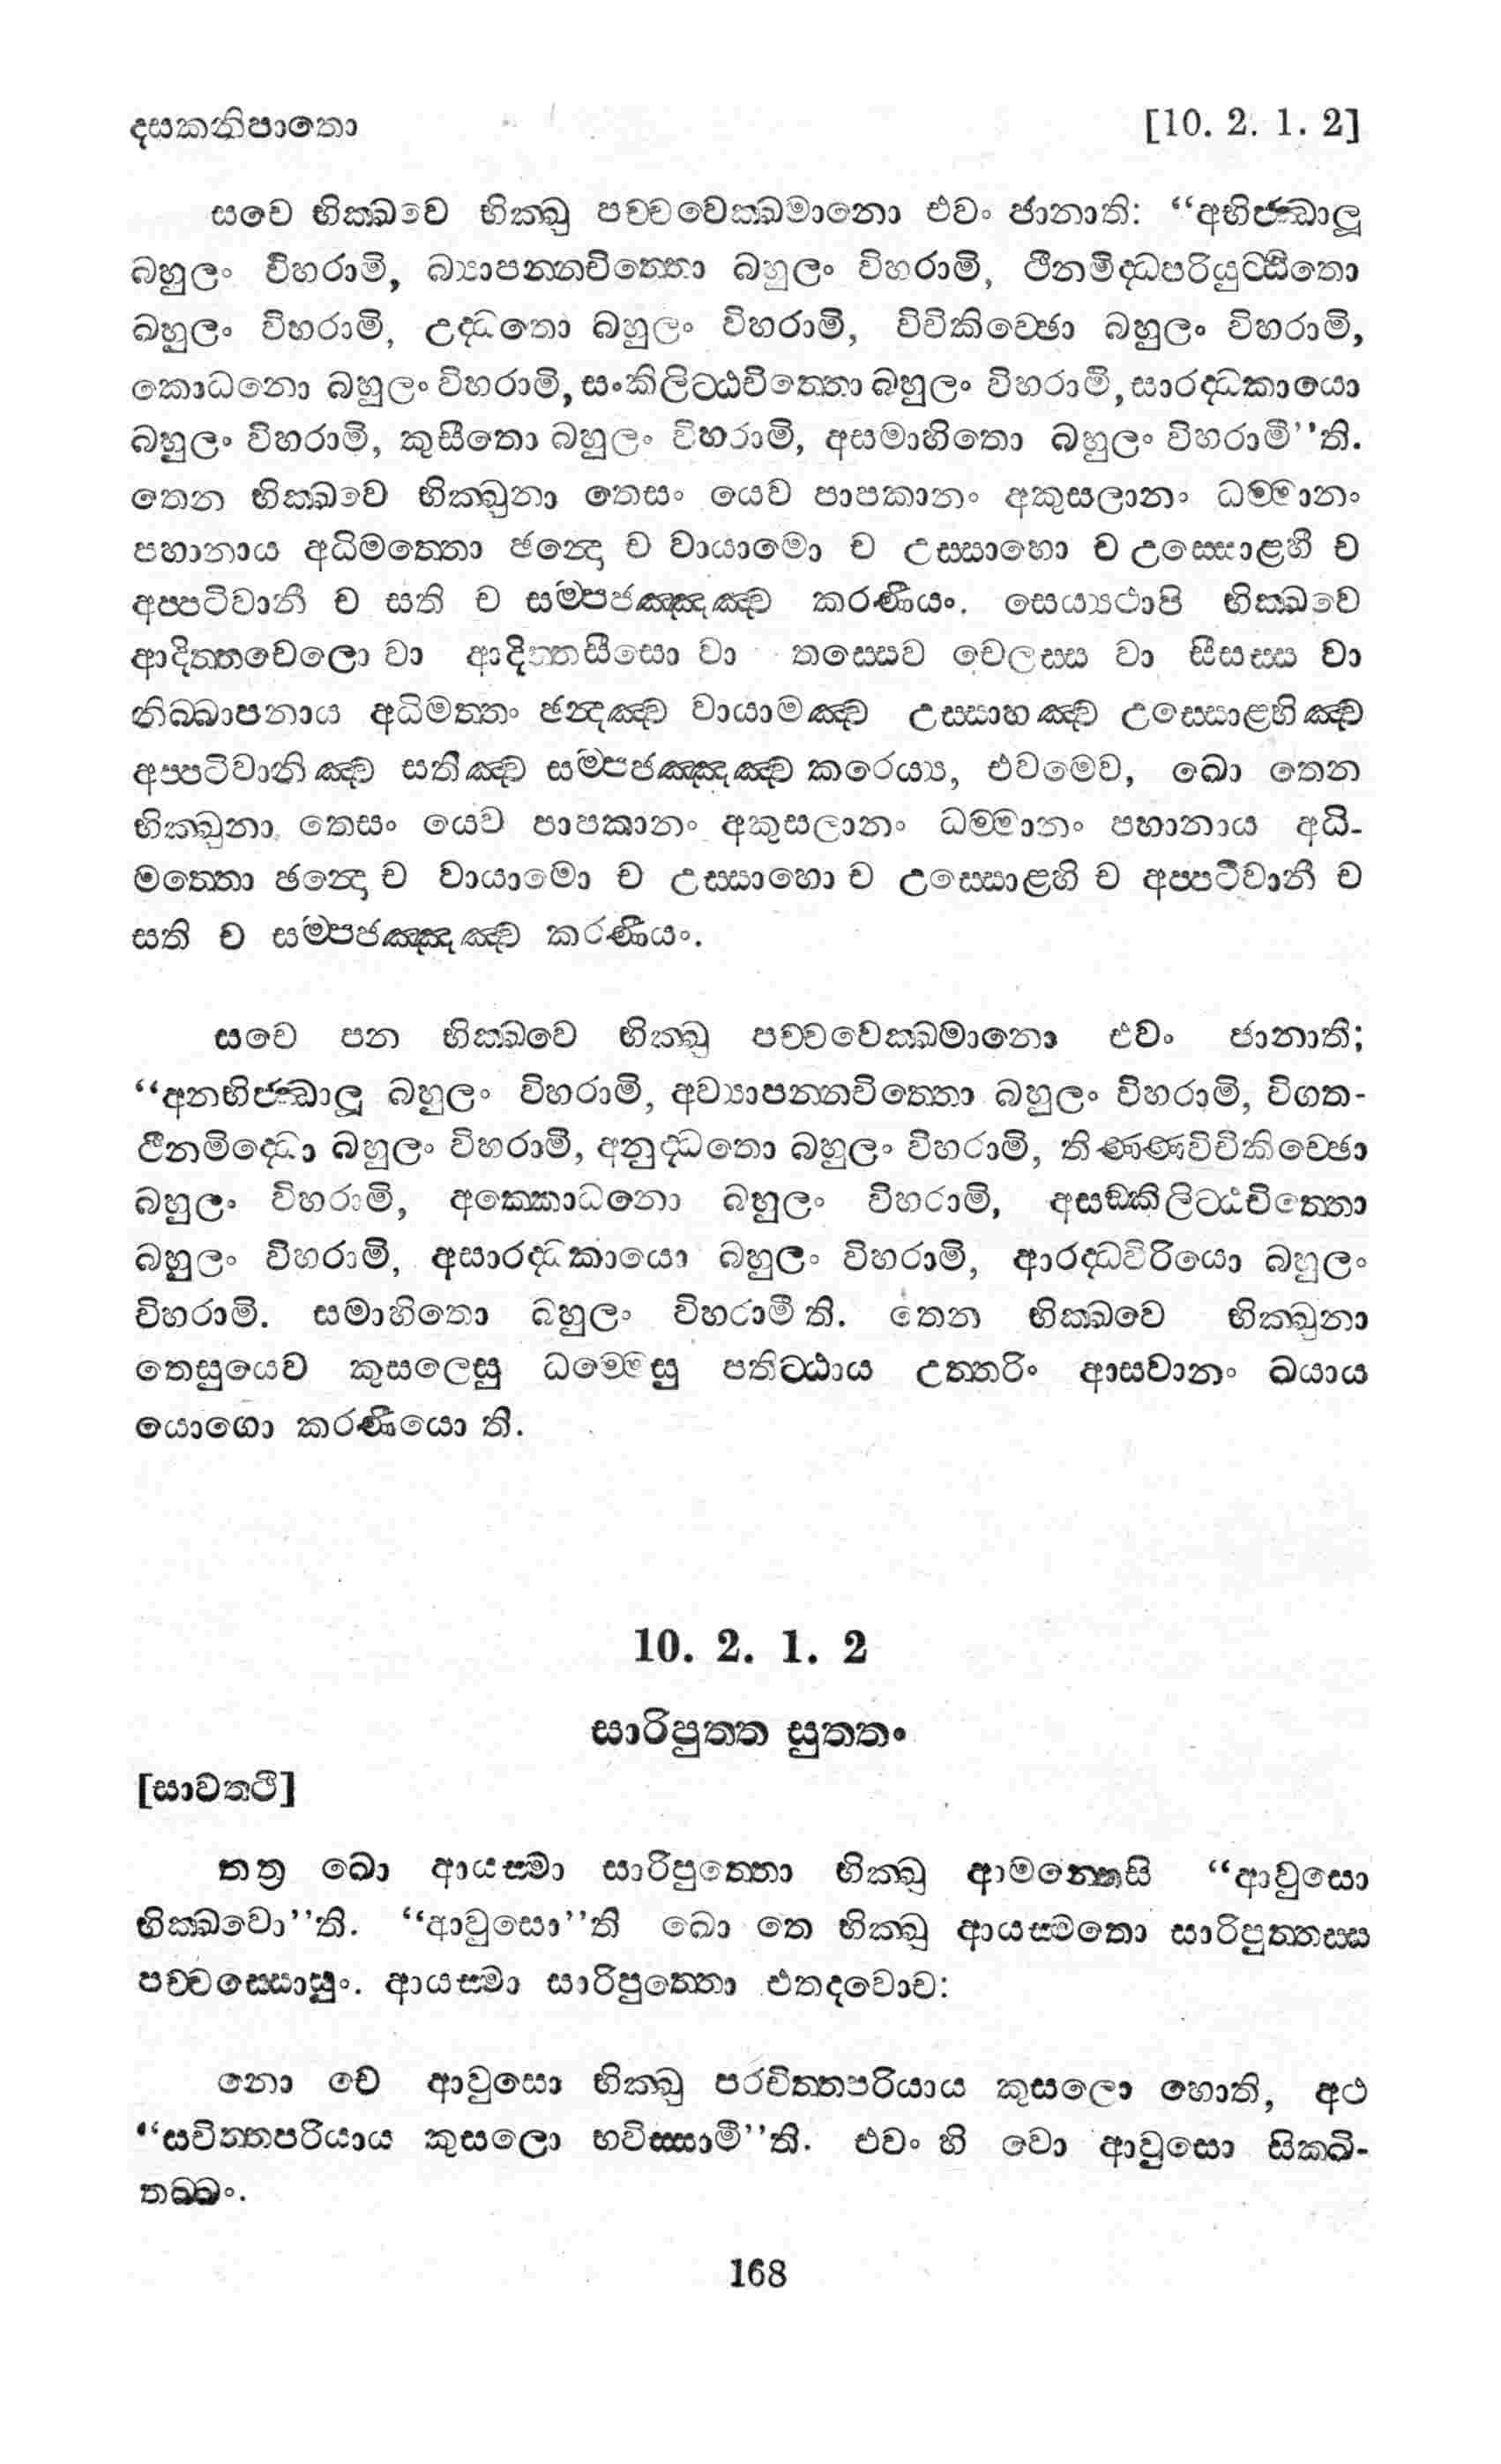 දසකනිපාතො [10. 2. 1. 2]
සචෙ භික්ඛවෙ භික්ඛු පච්චවෙක්ඛමානො එවං ජානාති: “අභිජ්ඣාලූ
බහුලං විහරාමි, බ්‍යාපන්නචිත්තො බහුලං විහරාමි, ථීනමිද්ධපරියුට්ඨිතො
බහුලං විහරාමි, උද්ධතො බහුලං විහරාමි, විචිකිච්ඡො බහුලං විහරාමි,
කොධනො බහුලං විහරාමි, සංකිලිට්ඨචිත්තො බහුලං විහරාමි, සාරද්ධකායො
බහුලං විහරාමි, කුසීතො බහුලං විහරාමි, අසමාහිතො බහුලං විහරාමී”ති.
තෙන භික්ඛවෙ භික්ඛුනා තෙසං යෙව පාපකානං අකුසලානං ධම්මානං
පහානාය අධිමත්තො ඡන්දො ච වායාමො ච උස්සාහො ච උස්සොළ්හී ච
අප්පටිවානී ච සති ච සම්පජඤ්ඤඤ්ච කරණීයං. සෙය්‍යථාපි භික්ඛවෙ
ආදිත්තචෙලො වා ආදිත්තසීසො වා තස්සෙව චෙලස්ස වා සීසස්ස වා
නිබ්බාපනාය අධිමත්තං ඡන්දඤ්ච වායාමඤ්ච උස්සාහඤ්ච උස්සොළ්හිඤ්ච
අප්පටිවානිඤ්ච සතිඤ්ච සම්පජඤ්ඤඤ්ච කරෙය්‍ය, එවමෙව, ඛො තෙන
භික්ඛුනා තෙසං යෙව පාපකානං අකුසලානං ධම්මානං පහානාය අධි-
මත්තො ඡන්දො ච වායාමො ච උස්සාහො ච උස්සොළ්හි ච අප්පටිවානී ච
සති ච සම්පජඤ්ඤඤ්ච කරණීයං.
සචෙ පන භික්ඛවෙ භික්ඛු පච්චවෙක්ඛමානො එවං ජානාති;
“අනභිජ්ඣාලූ බහුලං විහරාමි, අව්‍යාපන්නචිත්තො බහුලං විහරාමි, විගත-
ථීනමිද්ධො බහුලං විහරාමි, අනුද්ධතො බහුලං විහරාමි, තිණ්ණවිචිකිච්ඡො
බහුලං විහරාමි, අක්කොධනො බහුලං විහරාමි, අසඞ්කිලිට්ඨචිත්තො
බහුලං විහරාමි, අසාරද්ධකායො බහුලං විහරාමි, ආරද්ධවිරියො බහුලං
විහරාමි. සමාහිතො බහුලං විහරාමී ති. තෙන භික්ඛවෙ භික්ඛුනා
තෙසුයෙව කුසලෙසු ධම්මෙසු පතිට්ඨාය උත්තරිං ආසවානං ඛයාය
යොගො කරණීයො ති.
10. 2. 1. 2
සාරිපුත්ත සුත්තං
[සාවත්ථි]
තත්‍ර ඛො ආයස්මා සාරිපුත්තො භික්ඛු ආමන්තෙසි “ආවුසො
භික්ඛවො”ති. “ආවුසො”ති ඛො තෙ භික්ඛු ආයස්මතො සාරිපුත්තස්ස
පච්චස්සොසුං. ආයස්මා සාරිපුත්තො එතදවොච:
නො චෙ ආවුසො භික්ඛු පරචිත්තපරියාය කුසලො හොති, අථ
“සචිත්තපරියාය කුසලො භවිස්සාමී”ති. එවං හි වො ආවුසො සික්ඛි-
තබ්බං.
168